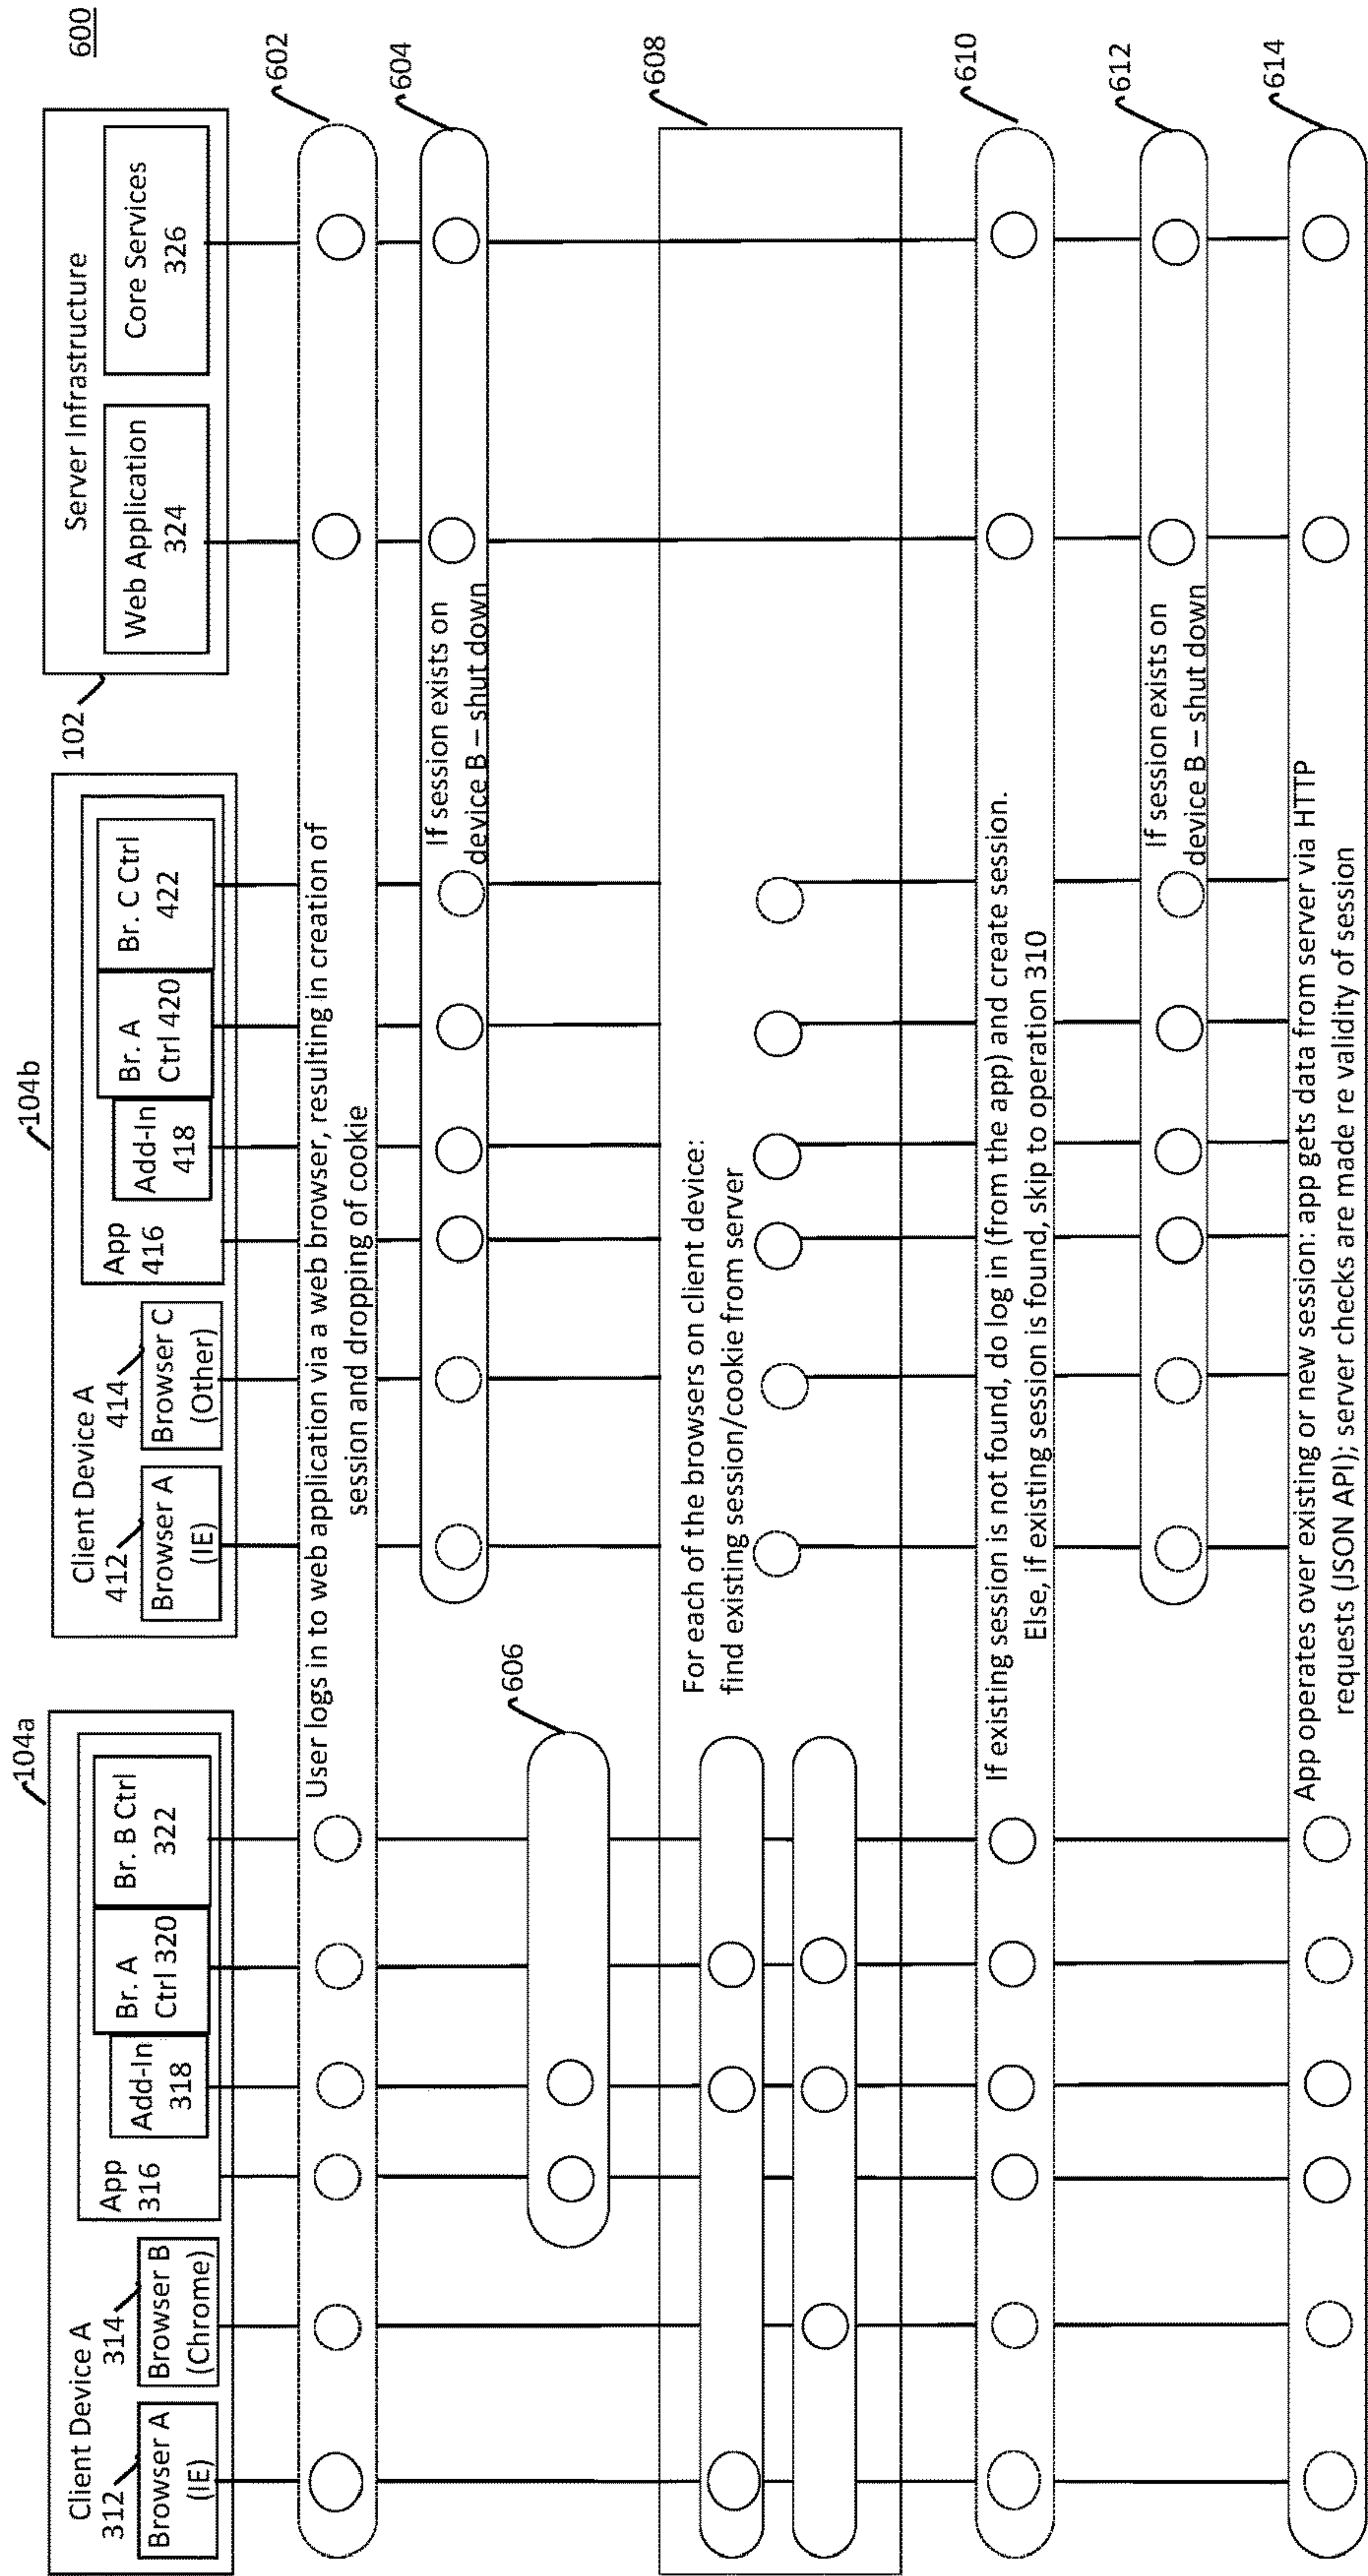 600
104a
Client Device A
312
314
Browser A
(IE)
Browser B
(Chrome)
App
316
Add-In
318
Br. A
Ctrl 320
Br. B Ctrl
322
104b
Client Device A
412
414
Browser A
(IE)
Browser C
(Other)
App
416
Add-In
418
Br. A
Ctrl 420
Br. C Ctrl
422
102
Server Infrastructure
Web Application
324
Core Services
326
602
User logs in to web application via a web browser, resulting in creation of
session and dropping of cookie
604
If session exists on
device B – shut down
606
608
For each of the browsers on client device:
find existing session/cookie from server
610
If existing session is not found, do log in (from the app) and create session.
Else, if existing session is found, skip to operation 310
612
If session exists on
device B – shut down
614
App operates over existing or new session: app gets data from server via HTTP
requests (JSON API); server checks are made re validity of session